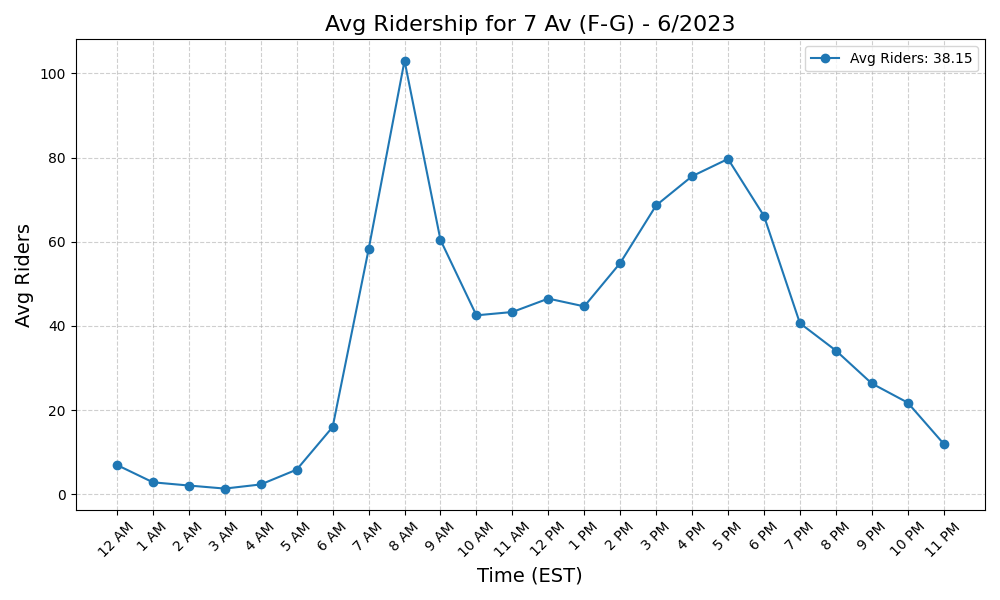 Avg Ridership for 7 Av (F-G) - 6/2023
Avg Riders: 38.15
Avg Riders
100
80
60
40
20
0
12 AM
1 AM
2 AM
3 AM
4 AM
5 AM
6 AM
7 AM
8 AM
9 AM
10 AM
11 AM
12 PM
1 PM
2 PM
3 PM
4 PM
5 PM
6 PM
7 PM
8 PM
9 PM
10 PM
11 PM
Time (EST)